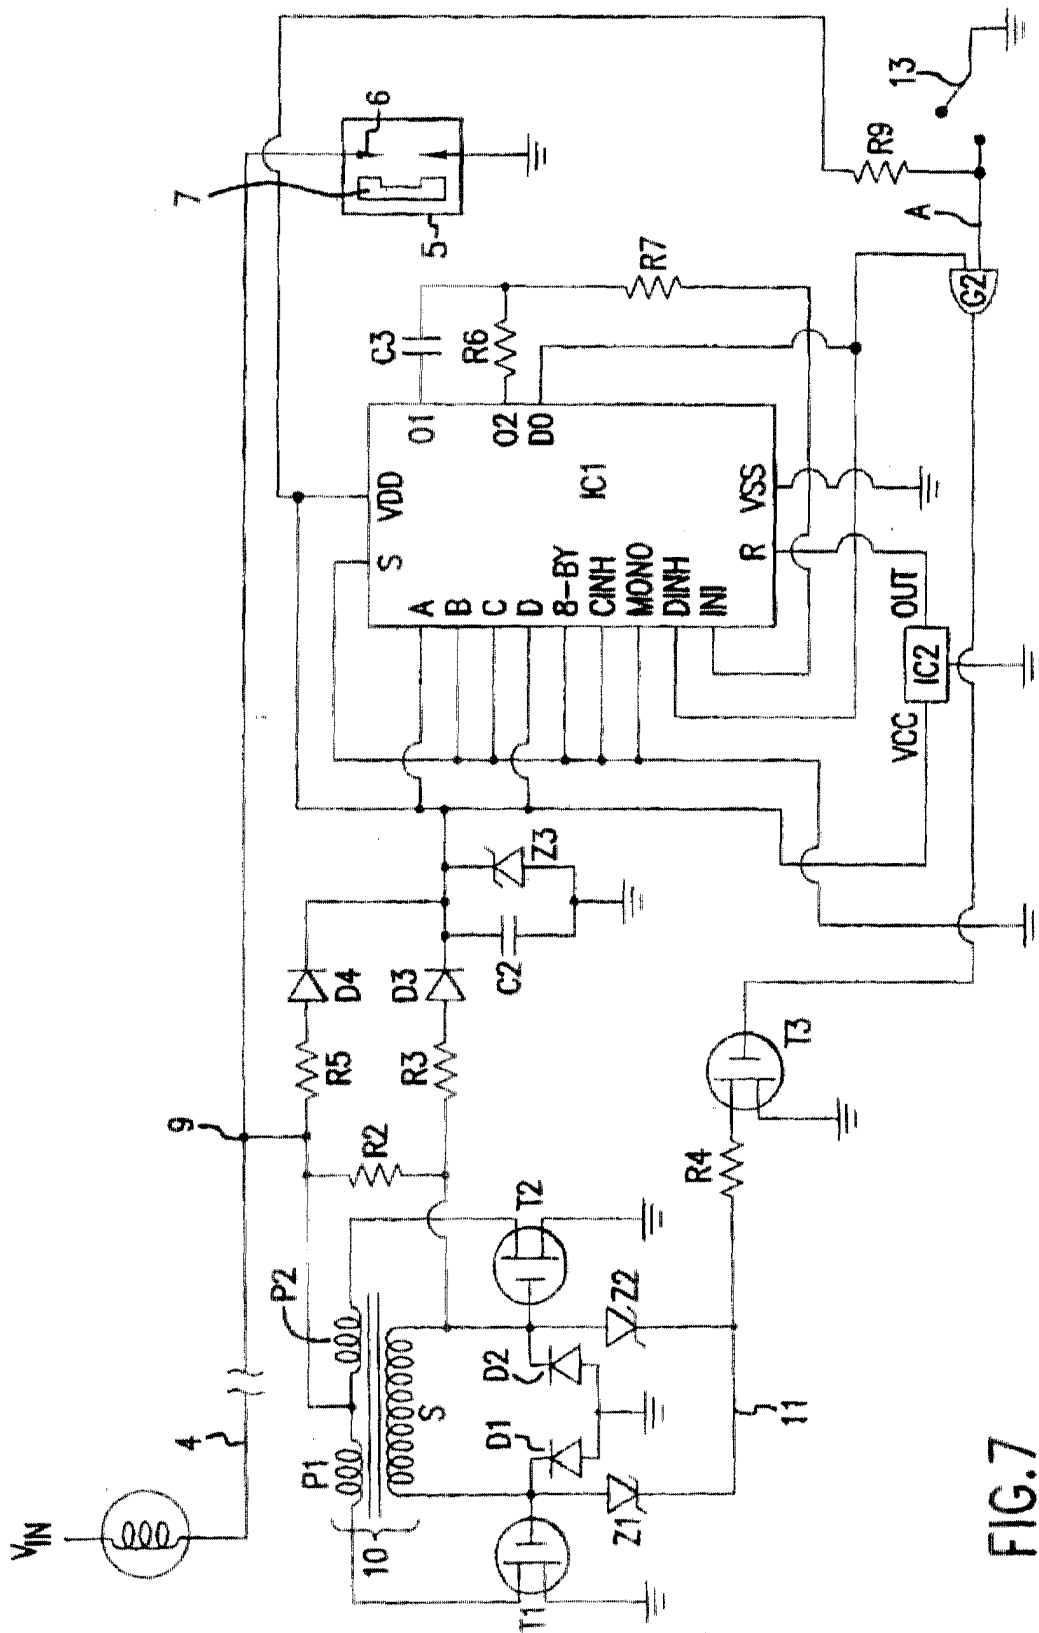 VIN
4
9
7
6
5
P1
P2
10
S
T1
T2
D1
D2
Z1
Z2
11
R2
R5
D4
R3
D3
C2
Z3
R4
T3
S
VDD
A
B
C
D
8-BY
CINH
MONO
DINH
INI
O1
O2
DO
IC1
R
VSS
C3
R6
R7
VCC
IC2
OUT
G2
A
R9
13
FIG.7